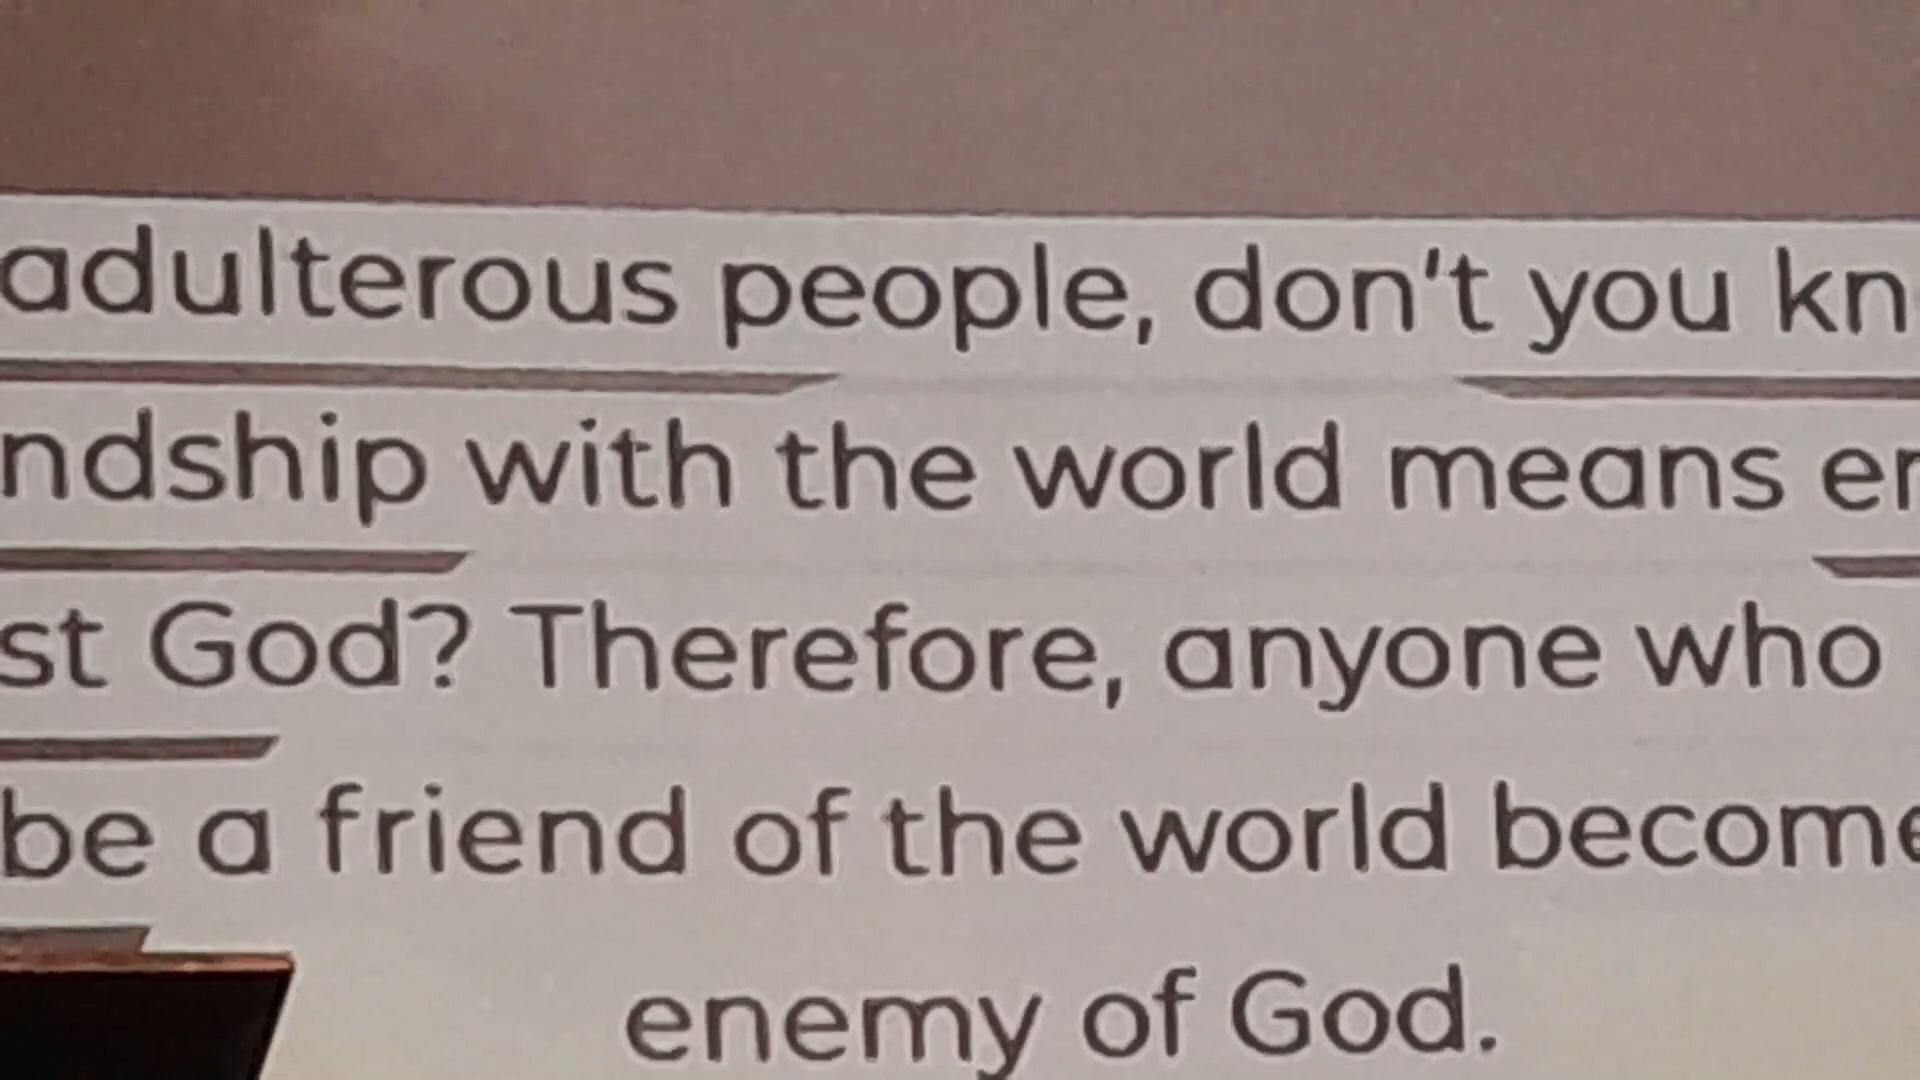 adulterous people, don't you kn
ndship with the world means en
st God? Therefore, anyone who
be a friend of the world become
enemy of God.